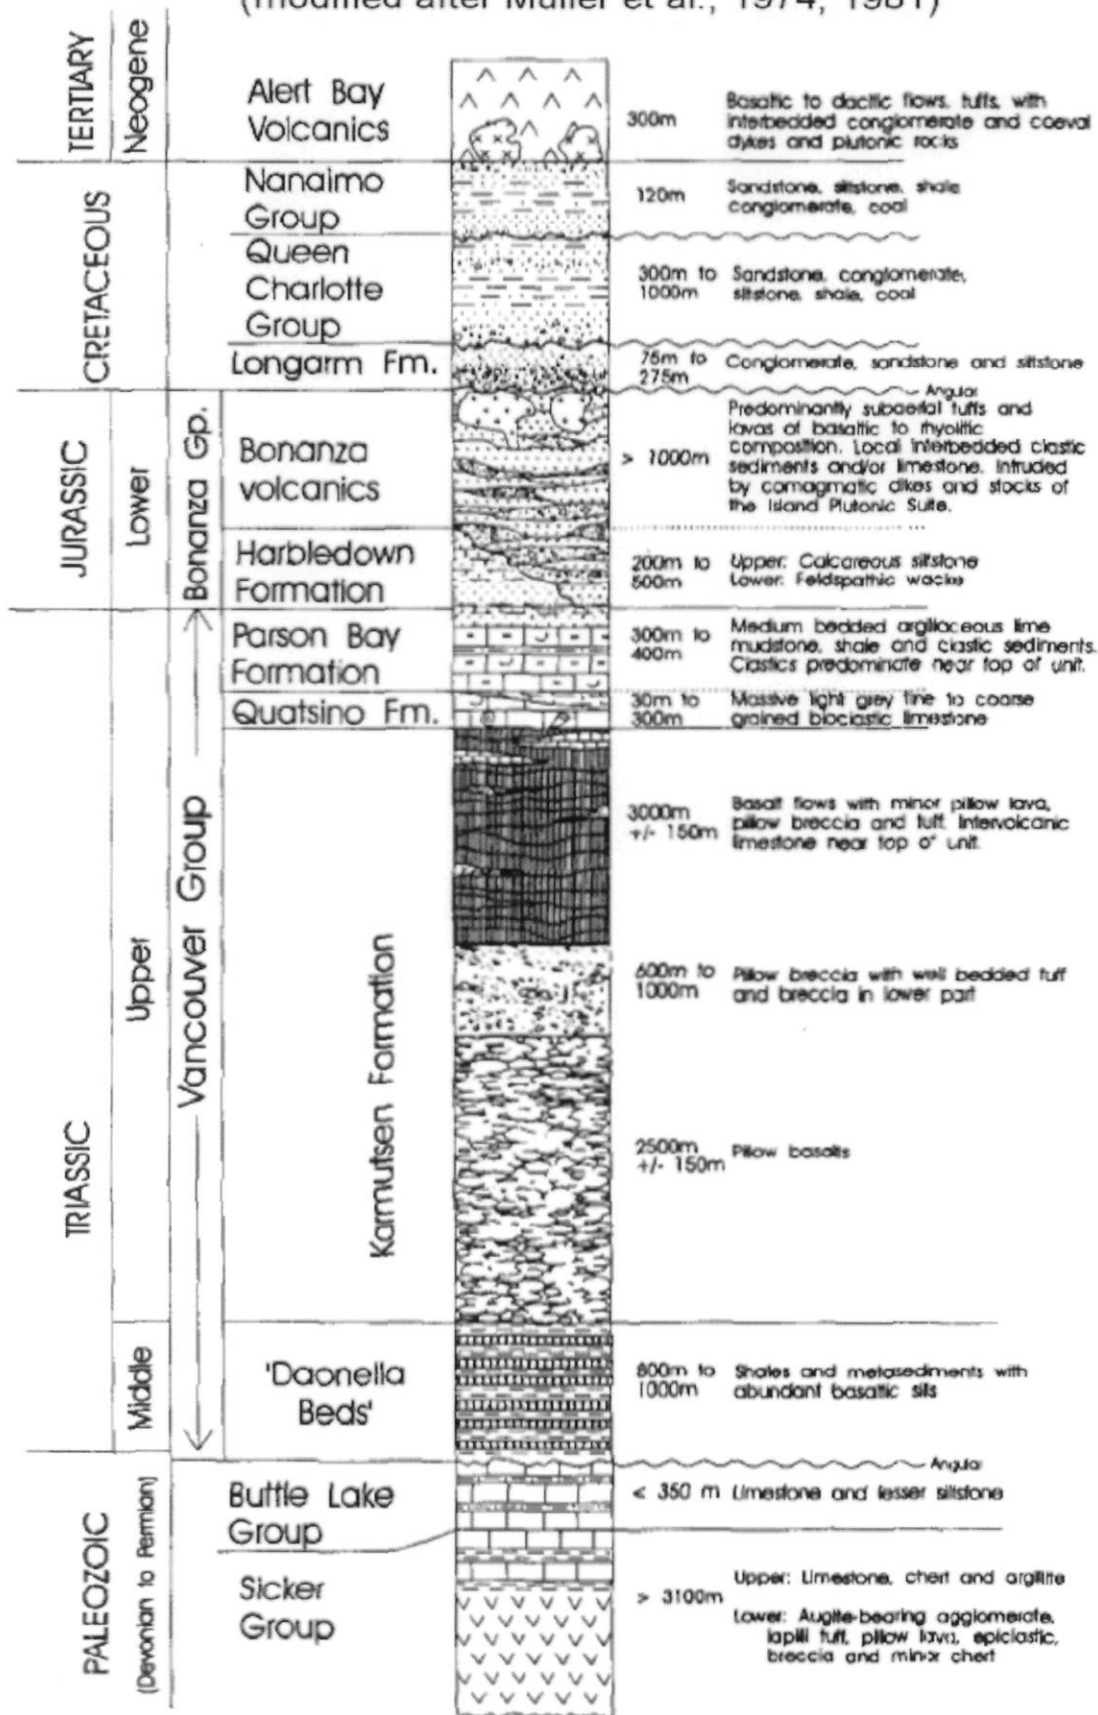 (modified after Muller et al., 1974, 1981)
TERTIARY
Neogene
Alert Bay
Volcanics
300m
Basaltic to dacitic flows, tuffs, with
interbedded conglomerate and coeval
dykes and plutonic rocks
CRETACEOUS
Nanaimo
Group
120m
Sandstone, siltstone, shale
conglomerate, coal
Queen
Charlotte
Group
300m to
1000m
Sandstone, conglomerate,
siltstone, shale, coal
Longarm Fm.
75m to
275m
Conglomerate, sandstone and siltstone
Angular
JURASSIC
Lower
Bonanza Gp.
Bonanza
volcanics
> 1000m
Predominantly subaerial tuffs and
lavas of basaltic to rhyolitic
composition. Local interbedded clastic
sediments and/or limestone. Intruded
by comagmatic dikes and stocks of
the Island Plutonic Suite.
Harbledown
Formation
200m to
500m
Upper: Calcareous siltstone
Lower: Feldspathic wacke
TRIASSIC
Upper
Vancouver Group
Parson Bay
Formation
300m to
400m
Medium bedded argillaceous lime
mudstone, shale and clastic sediments.
Clastics predominate near top of unit.
Quatsino Fm.
30m to
300m
Massive light grey fine to coarse
grained bioclastic limestone
Karmutsen Formation
3000m
+/- 150m
Basalt flows with minor pillow lava,
pillow breccia and tuff. Intervolcanic
limestone near top of unit.
600m to
1000m
Pillow breccia with well bedded tuff
and breccia in lower part
2500m
+/- 150m
Pillow basalts
Middle
'Daonella
Beds'
800m to
1000m
Shales and metasediments with
abundant basaltic sills
Angular
PALEOZOIC
(Devonian to Permian)
Buttle Lake
Group
< 350 m
Limestone and lesser siltstone
Sicker
Group
> 3100m
Upper: Limestone, chert and argillite
Lower: Augite-bearing agglomerate,
lapilli tuff, pillow lava, epiclastic,
breccia and minor chert